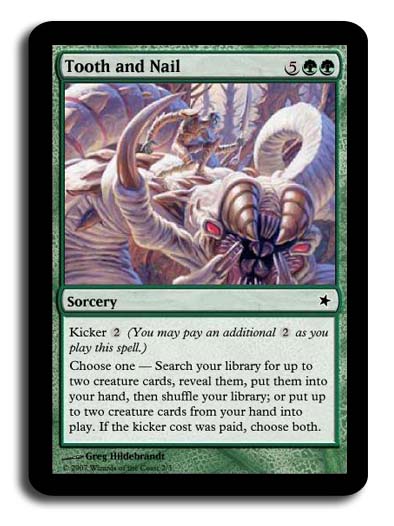 Tooth and Nail 5
Sorcery
Kicker 2 (You may pay an additional 2 as you
play this spell.)
Choose one — Search your library for up to
two creature cards, reveal them, put them into
your hand, then shuffle your library; or put up
to two creature cards from your hand into
play. If the kicker cost was paid, choose both.
Greg Hildebrandt
© 2007 Wizards of the Coast 2/3